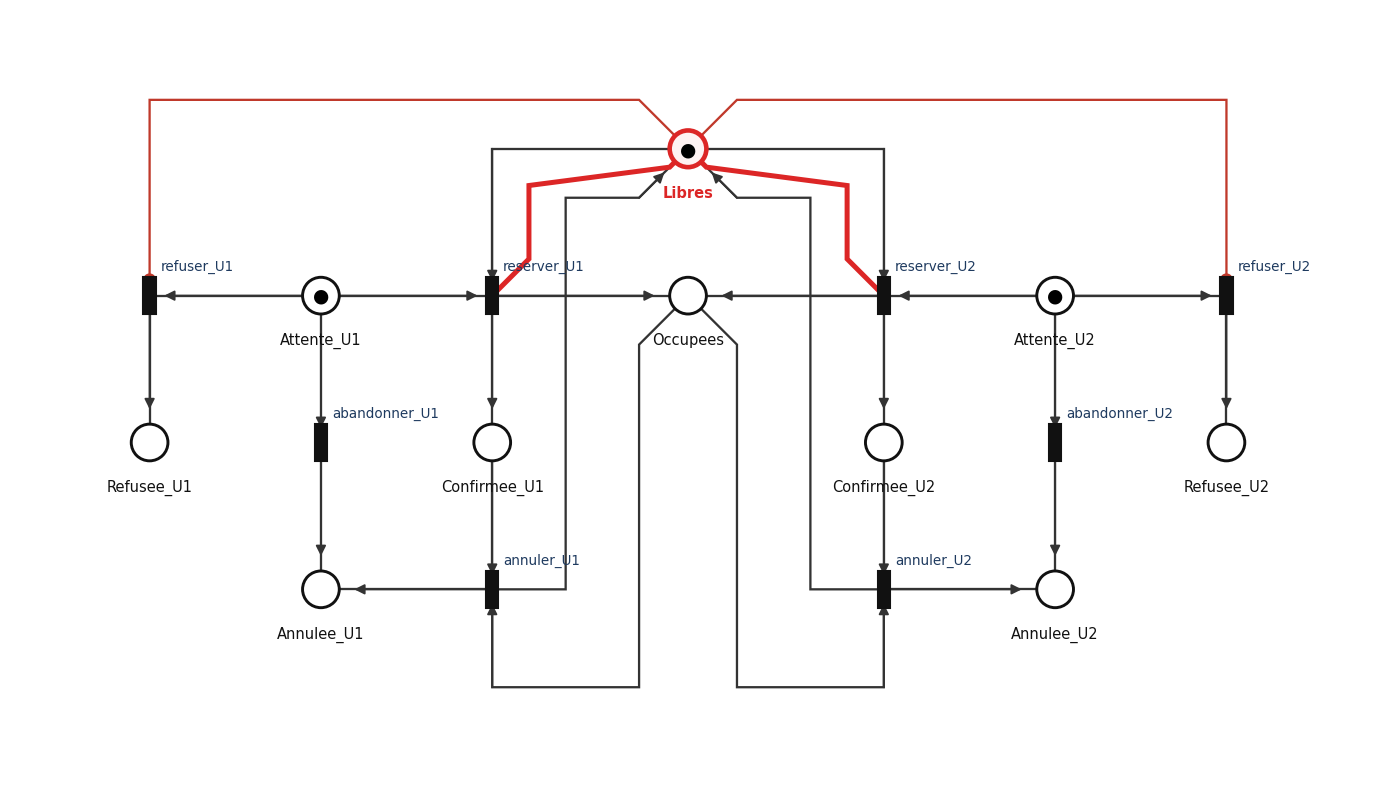 Libres
refuser_U1
reserver_U1
reserver_U2
refuser_U2
Attente_U1
Occupees
Attente_U2
abandonner_U1
abandonner_U2
Refusee_U1
Confirmee_U1
Confirmee_U2
Refusee_U2
annuler_U1
annuler_U2
Annulee_U1
Annulee_U2